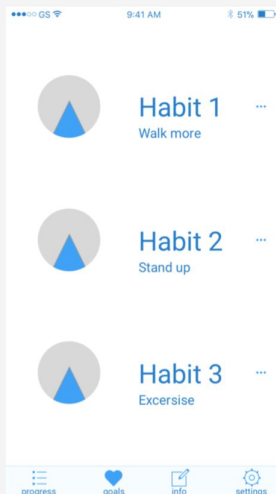 GS 9:41 AM 51%
Habit 1 ...
Walk more
Habit 2 ...
Stand up
Habit 3 ...
Excersise
progress goals info settings